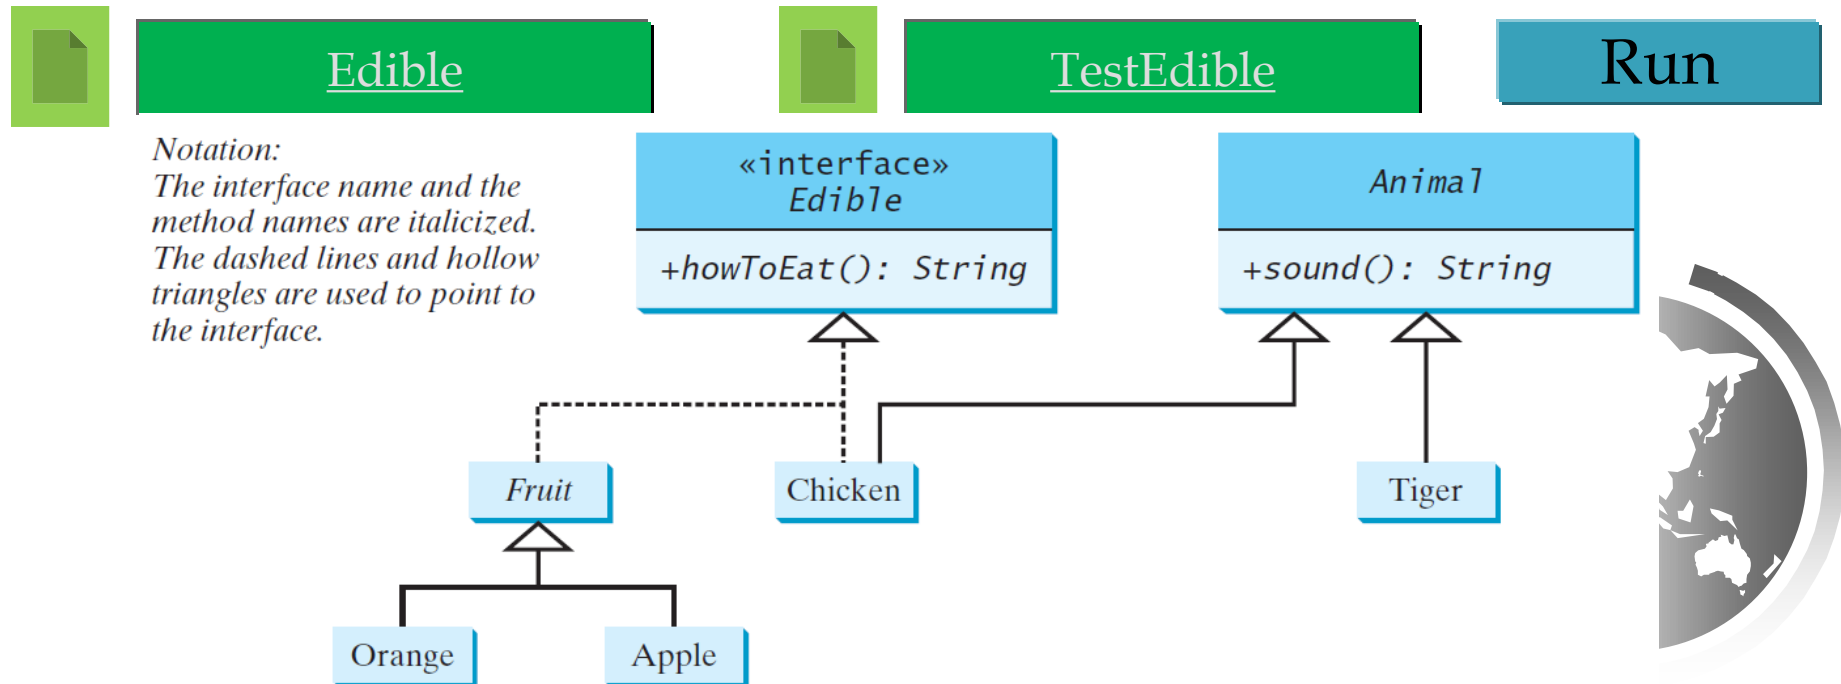 Edible
TestEdible
Run
Notation:
The interface name and the
method names are italicized.
The dashed lines and hollow
triangles are used to point to
the interface.
«interface»
Edible
+howToEat(): String
Animal
+sound(): String
Fruit
Chicken
Tiger
Orange
Apple